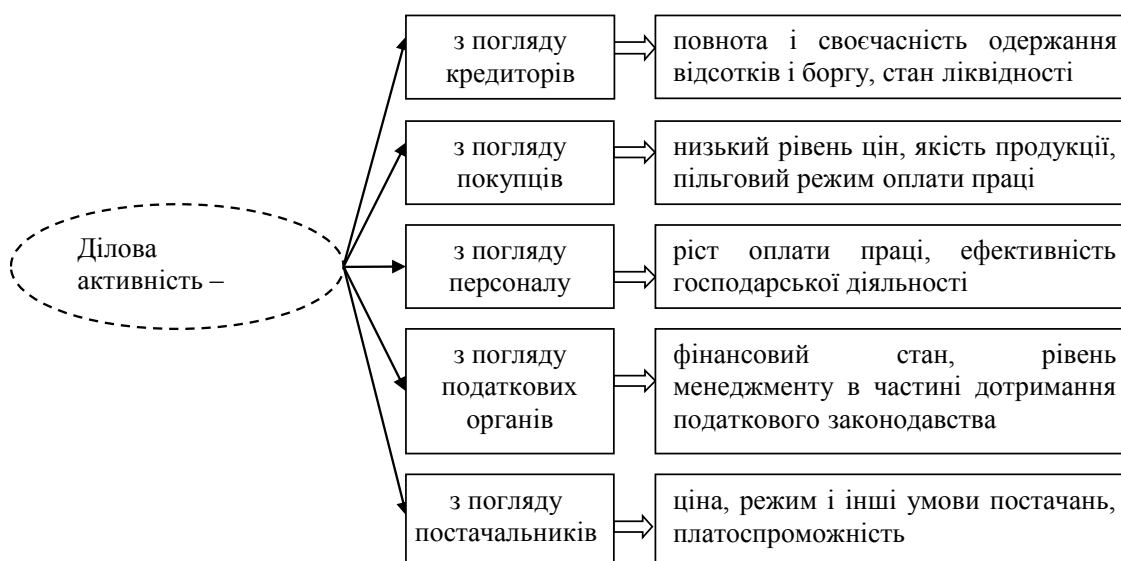 з погляду
кредиторів
повнота і своєчасність одержання
відсотків і боргу, стан ліквідності
з погляду
покупців
низький рівень цін, якість продукції,
пільговий режим оплати праці
Ділова
активність –
з погляду
персоналу
ріст оплати праці, ефективність
господарської діяльності
з погляду
податкових
органів
фінансовий стан, рівень
менеджменту в частині дотримання
податкового законодавства
з погляду
постачальників
ціна, режим і інші умови постачань,
платоспроможність